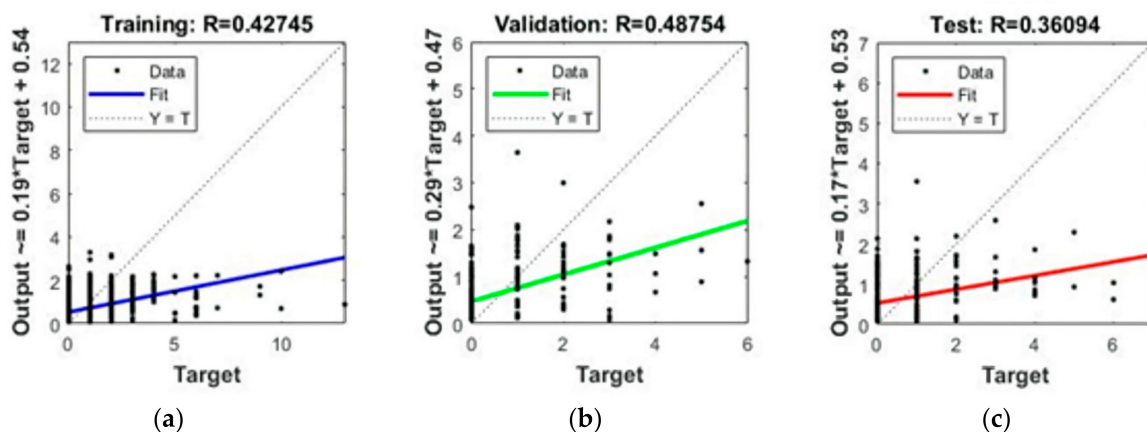 Training: R=0.42745
Output ~= 0.19*Target + 0.54
12
10
8
6
4
2
0
Data
Fit
Y = T
0
5
10
Target
(a)
Validation: R=0.48754
Output ~= 0.29*Target + 0.47
6
5
4
3
2
1
0
Data
Fit
Y = T
0
2
4
6
Target
(b)
Test: R=0.36094
Output ~= 0.17*Target + 0.53
7
6
5
4
3
2
1
0
Data
Fit
Y = T
0
2
4
6
Target
(c)